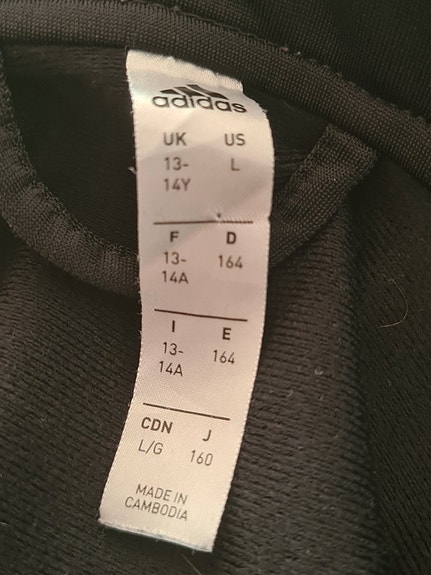 adidas
UK US
13- L
14Y
F D
13- 164
14A
I E
13- 164
14A
CDN J
L/G 160
MADE IN
CAMBODIA